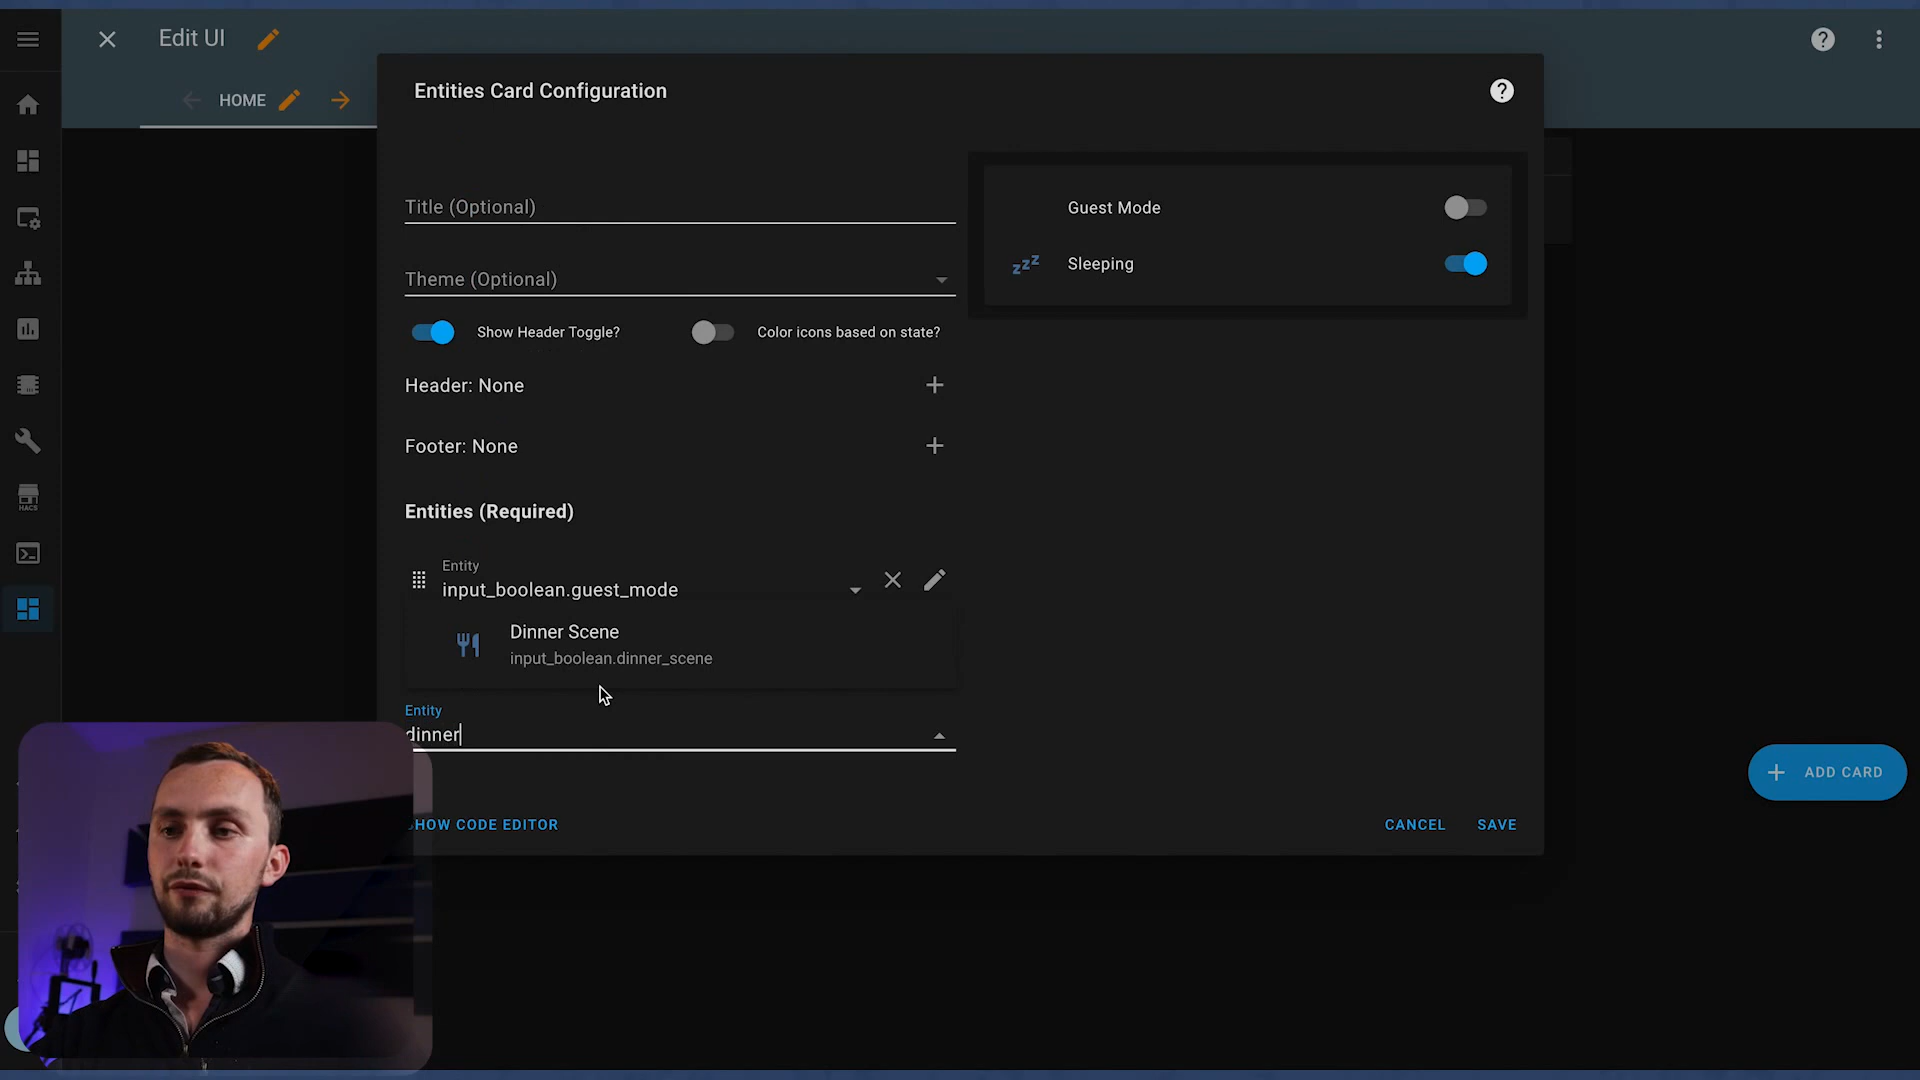 Edit UI
HOME
Entities Card Configuration
Title (Optional)
Guest Mode
zzz
Sleeping
Theme (Optional)
Show Header Toggle?
Color icons based on state?
Header: None
Footer: None
HACS
Entities (Required)
Entity
input_boolean.guest_mode
Dinner Scene
input_boolean.dinner_scene
Entity
dinner
ADD CARD
HOW CODE EDITOR
CANCEL
SAVE